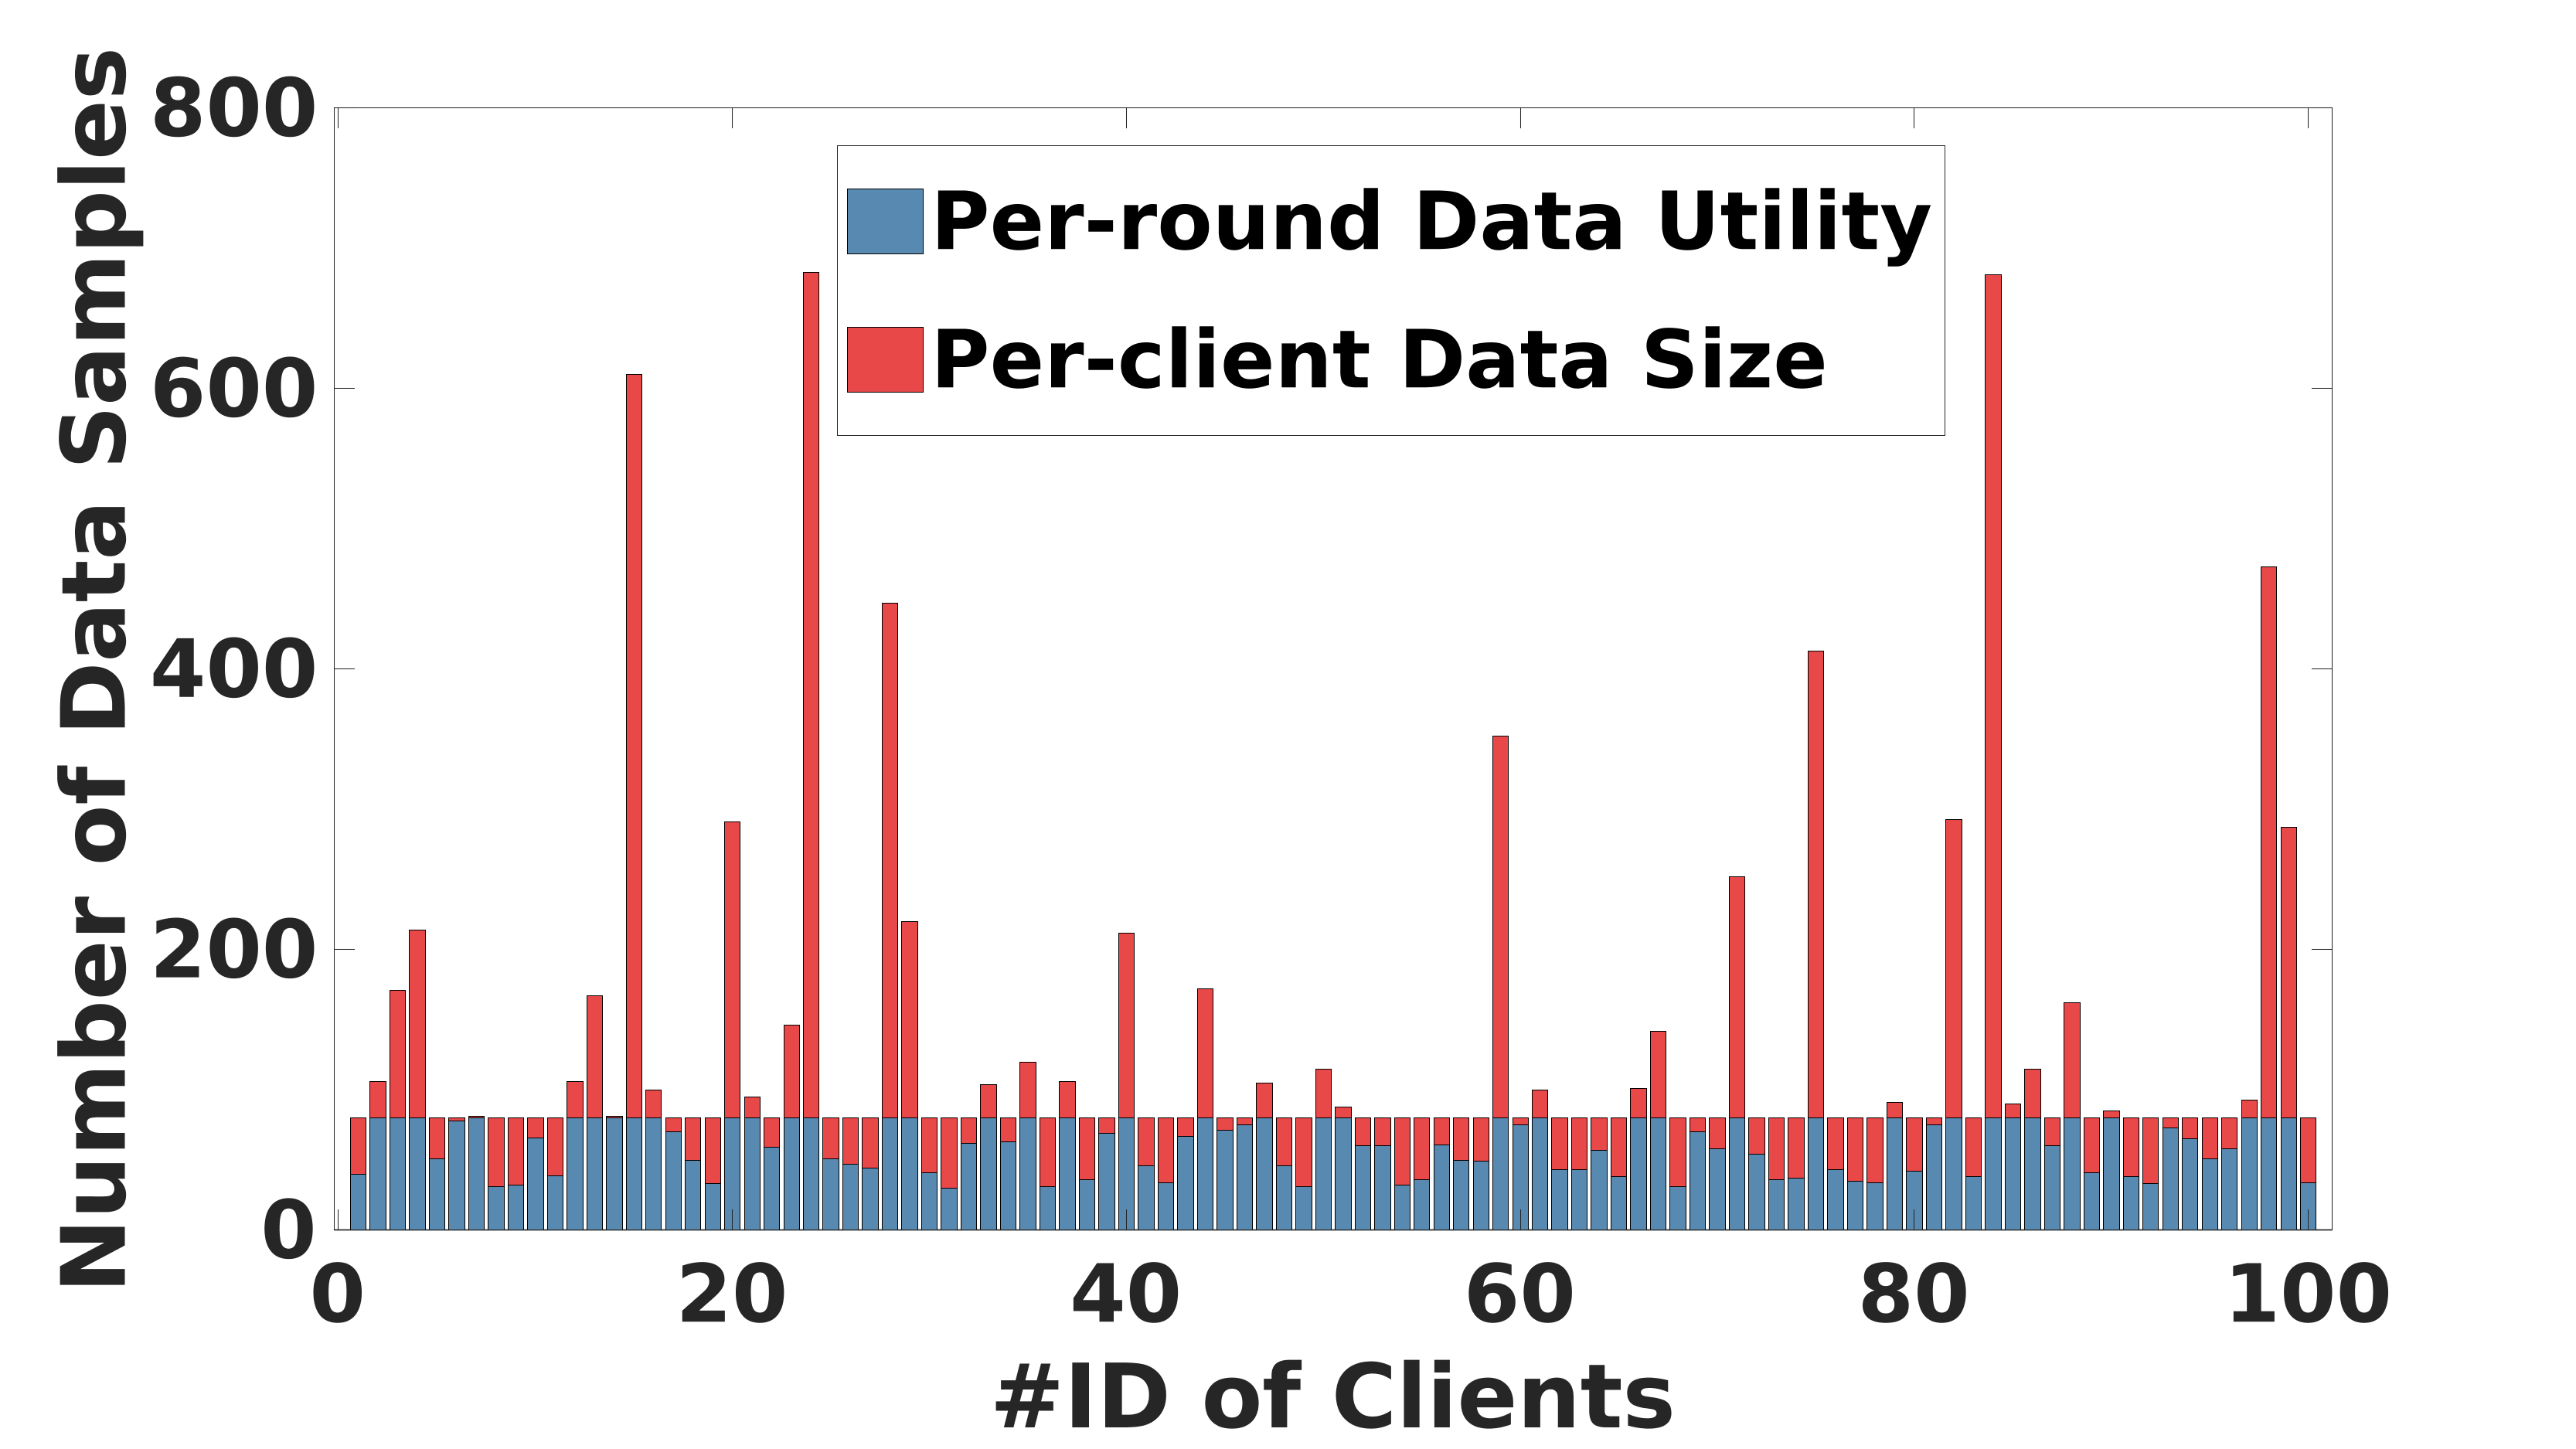 Number of Data Samples
800
600
400
200
0
Per-round Data Utility
Per-client Data Size
0 20 40 60 80 100
#ID of Clients